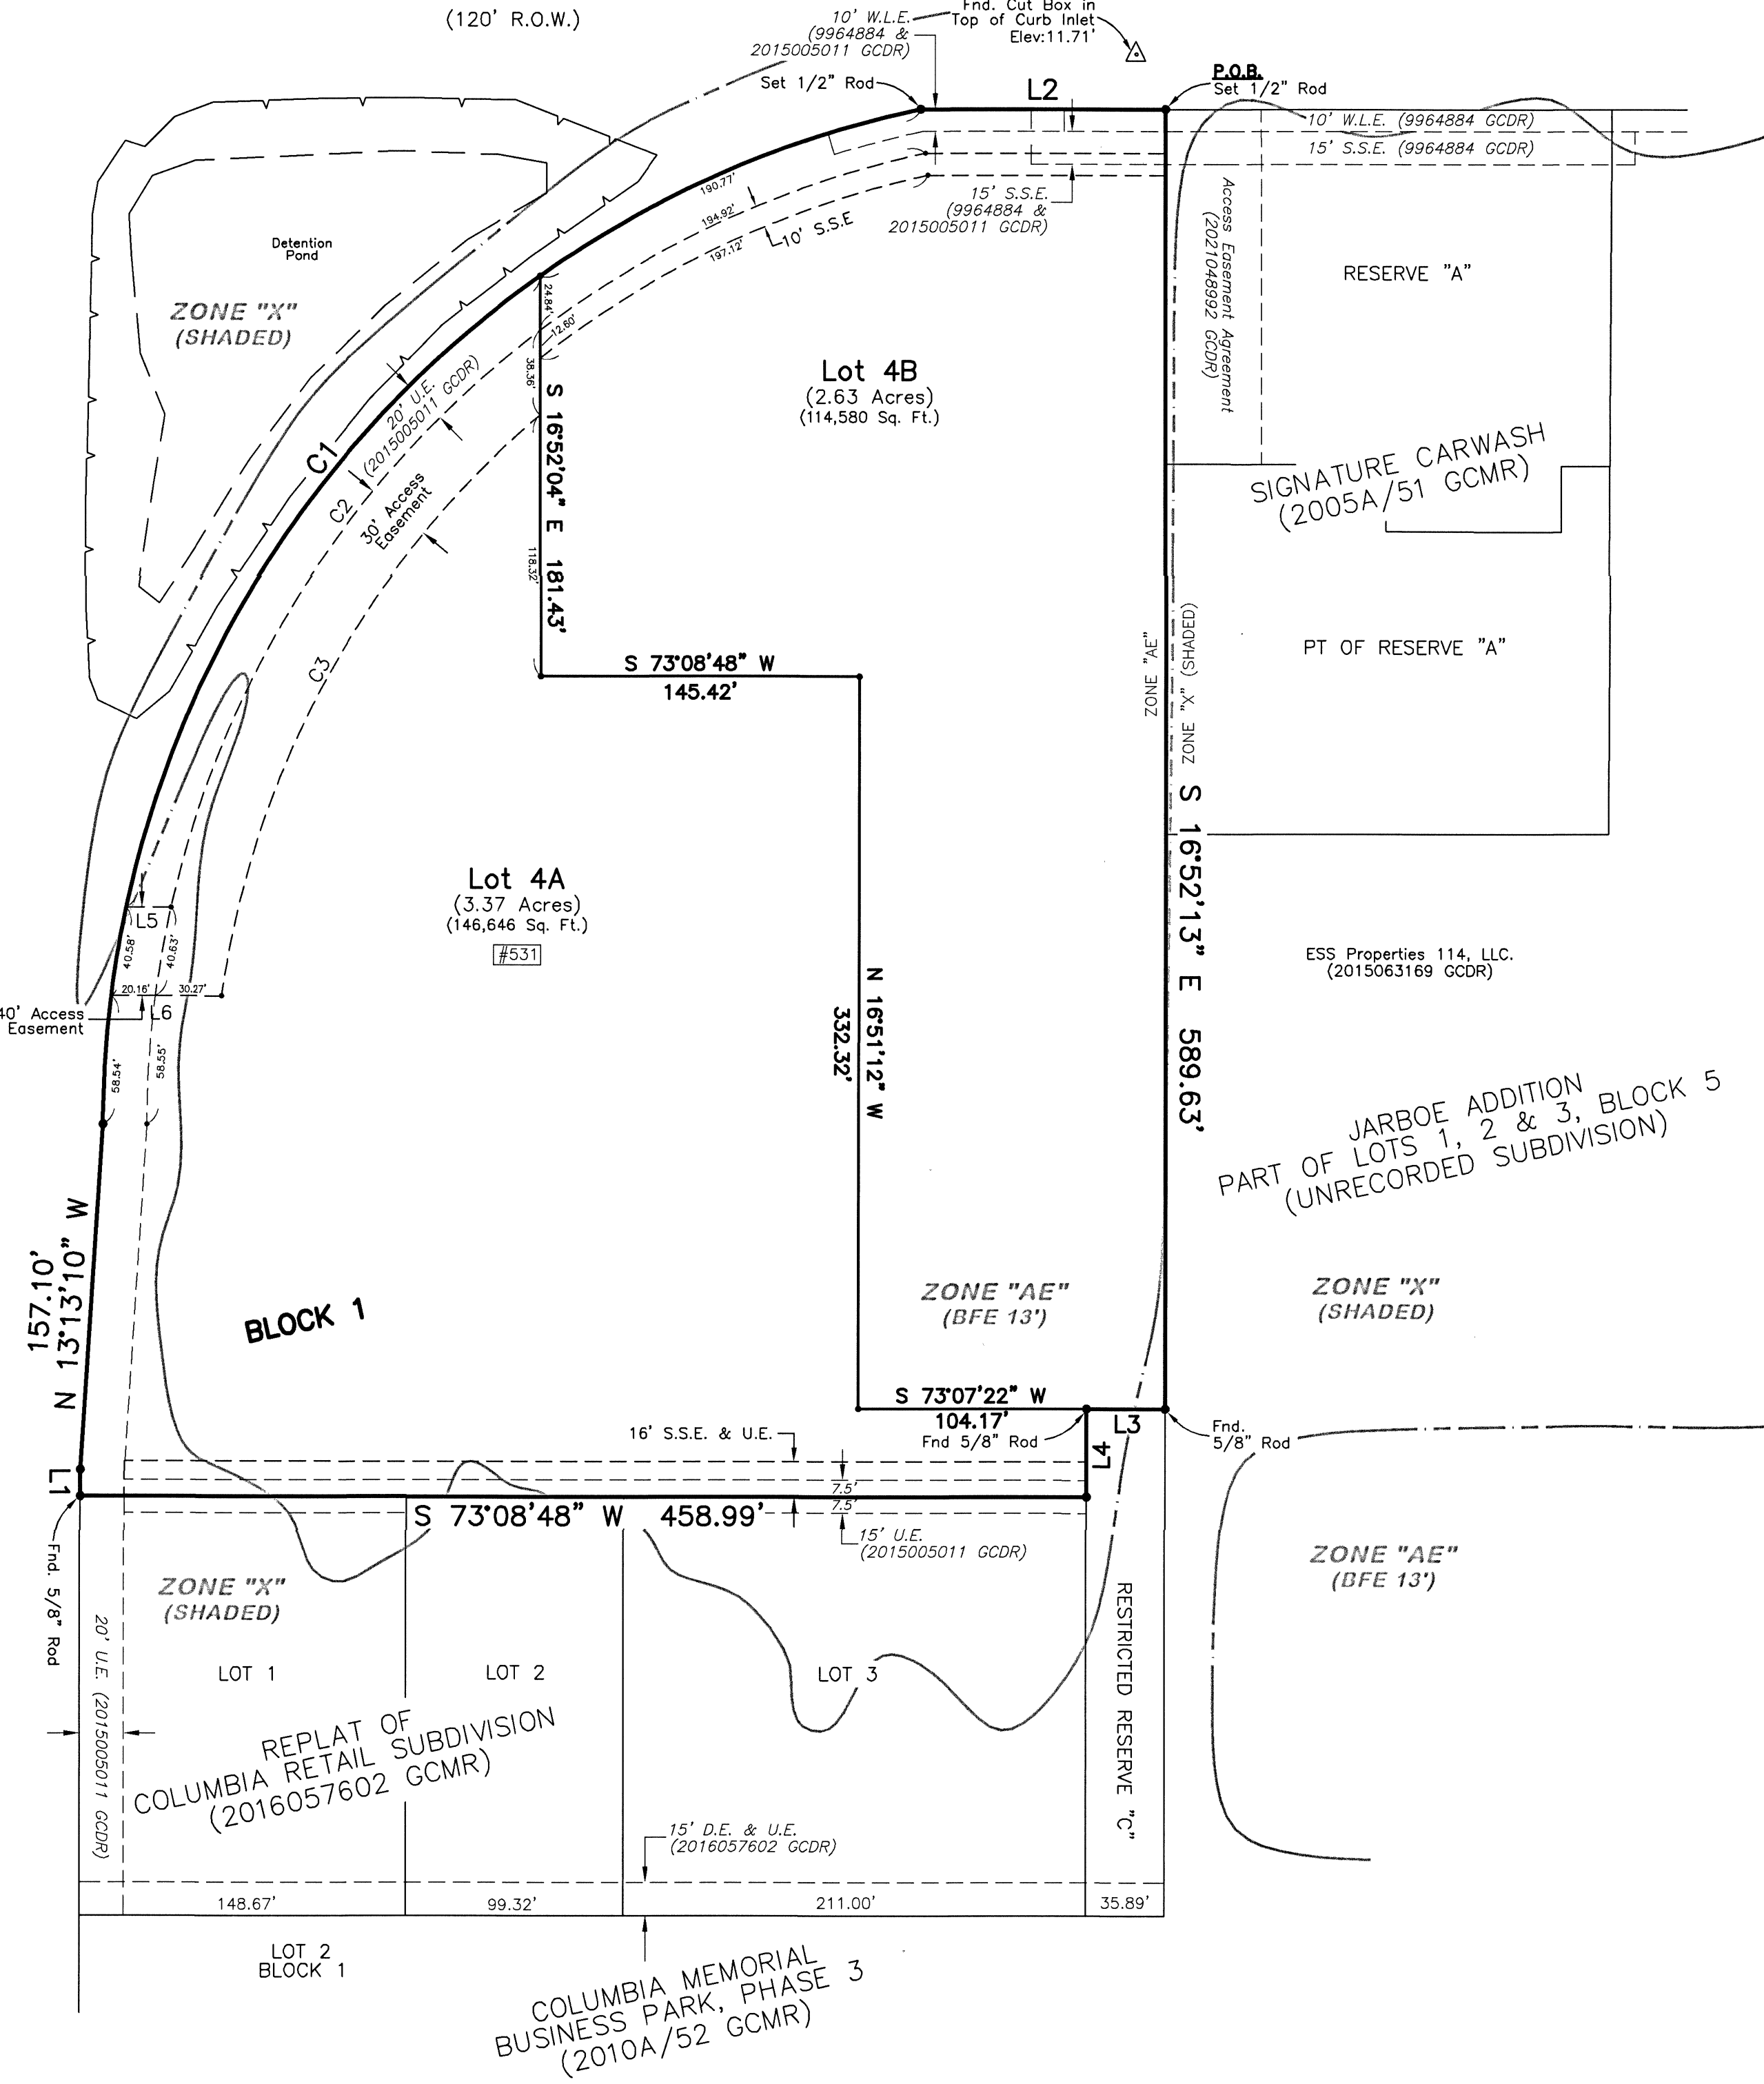 (120' R.O.W.)
10' W.L.E.
(9964884 &
2015005011 GCDR)
Fnd. Cut Box in
Top of Curb Inlet
Elev:11.71'
Set 1/2" Rod
L2
P.O.B.
Set 1/2" Rod
10' W.L.E. (9964884 GCDR)
15' S.S.E. (9964884 GCDR)
15' S.S.E.
(9964884 &
2015005011 GCDR)
190.77'
194.92'
197.12'
10' S.S.E
Detention
Pond
ZONE "X"
(SHADED)
Access Easement Agreement
(2021048992 GCDR)
RESERVE "A"
24.84'
12.60'
38.36'
118.32'
S 16°52'04" E 181.43'
20' U.E.
(2015005011 GCDR)
C1
C2
30' Access
Easement
C3
Lot 4B
(2.63 Acres)
(114,580 Sq. Ft.)
SIGNATURE CARWASH
(2005A/51 GCMR)
ZONE "AE"
ZONE "X" (SHADED)
PT OF RESERVE "A"
S 73°08'48" W
145.42'
S 16°52'13" E 589.63'
Lot 4A
(3.37 Acres)
(146,646 Sq. Ft.)
#531
L5
40.58'
40.63'
20.16'
30.27'
L6
40' Access
Easement
58.54'
58.55'
N 16°51'12" W
332.32'
ESS Properties 114, LLC.
(2015063169 GCDR)
JARBOE ADDITION
PART OF LOTS 1, 2 & 3, BLOCK 5
(UNRECORDED SUBDIVISION)
157.10'
N 13°13'10" W
BLOCK 1
ZONE "AE"
(BFE 13')
ZONE "X"
(SHADED)
S 73°07'22" W
104.17'
Fnd 5/8" Rod
L3
L4
Fnd.
5/8" Rod
16' S.S.E. & U.E.
7.5'
7.5'
L1
S 73°08'48" W 458.99'
15' U.E.
(2015005011 GCDR)
Fnd. 5/8" Rod
ZONE "X"
(SHADED)
ZONE "AE"
(BFE 13')
20' U.E. (2015005011 GCDR)
LOT 1
LOT 2
LOT 3
RESTRICTED RESERVE "C"
REPLAT OF
COLUMBIA RETAIL SUBDIVISION
(2016057602 GCMR)
15' D.E. & U.E.
(2016057602 GCDR)
148.67'
99.32'
211.00'
35.89'
LOT 2
BLOCK 1
COLUMBIA MEMORIAL
BUSINESS PARK, PHASE 3
(2010A/52 GCMR)